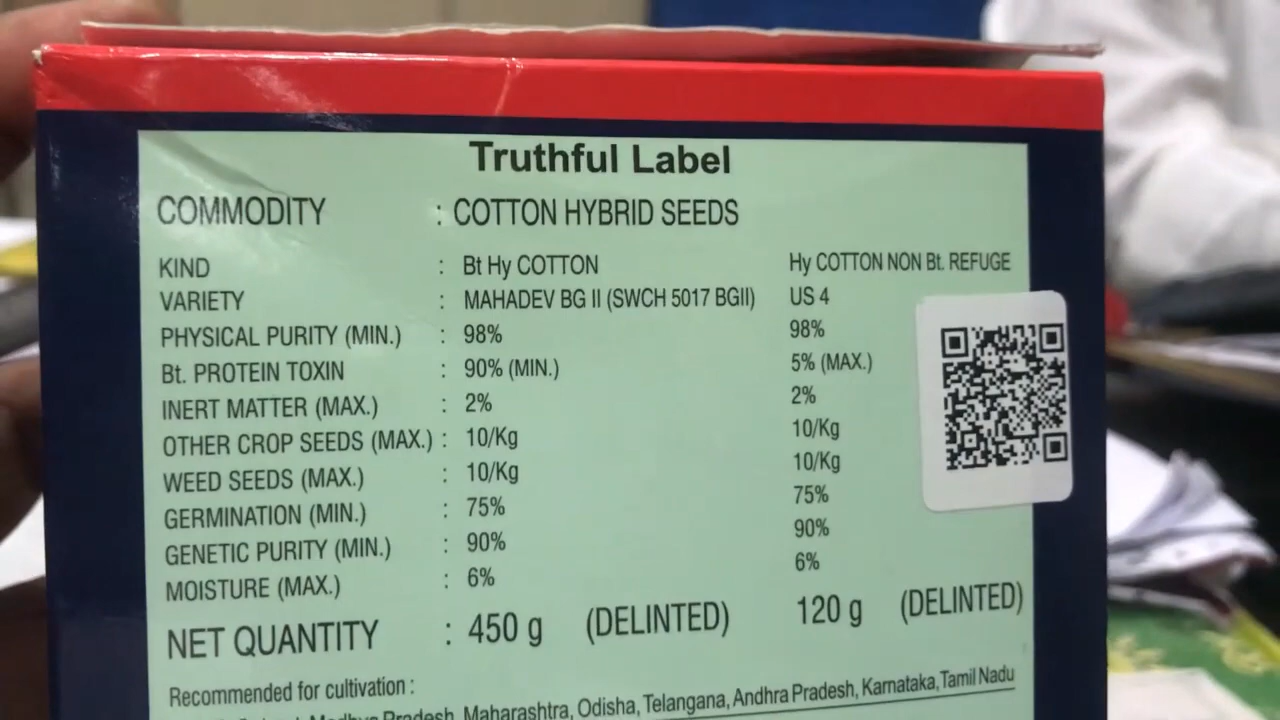 Truthful Label
COMMODITY : COTTON HYBRID SEEDS
KIND : Bt Hy COTTON Hy COTTON NON Bt. REFUGE
VARIETY : MAHADEV BG II (SWCH 5017 BGII) US 4
PHYSICAL PURITY (MIN.) : 98% 98%
Bt. PROTEIN TOXIN : 90% (MIN.) 5% (MAX.)
INERT MATTER (MAX.) : 2% 2%
OTHER CROP SEEDS (MAX.) : 10/Kg 10/Kg
WEED SEEDS (MAX.) : 10/Kg 10/Kg
GERMINATION (MIN.) : 75% 75%
GENETIC PURITY (MIN.) : 90% 90%
MOISTURE (MAX.) : 6% 6%
NET QUANTITY : 450 g (DELINTED) 120 g (DELINTED)
Recommended for cultivation :
Madhya Pradesh, Maharashtra, Odisha, Telangana, Andhra Pradesh, Karnataka, Tamil Nadu